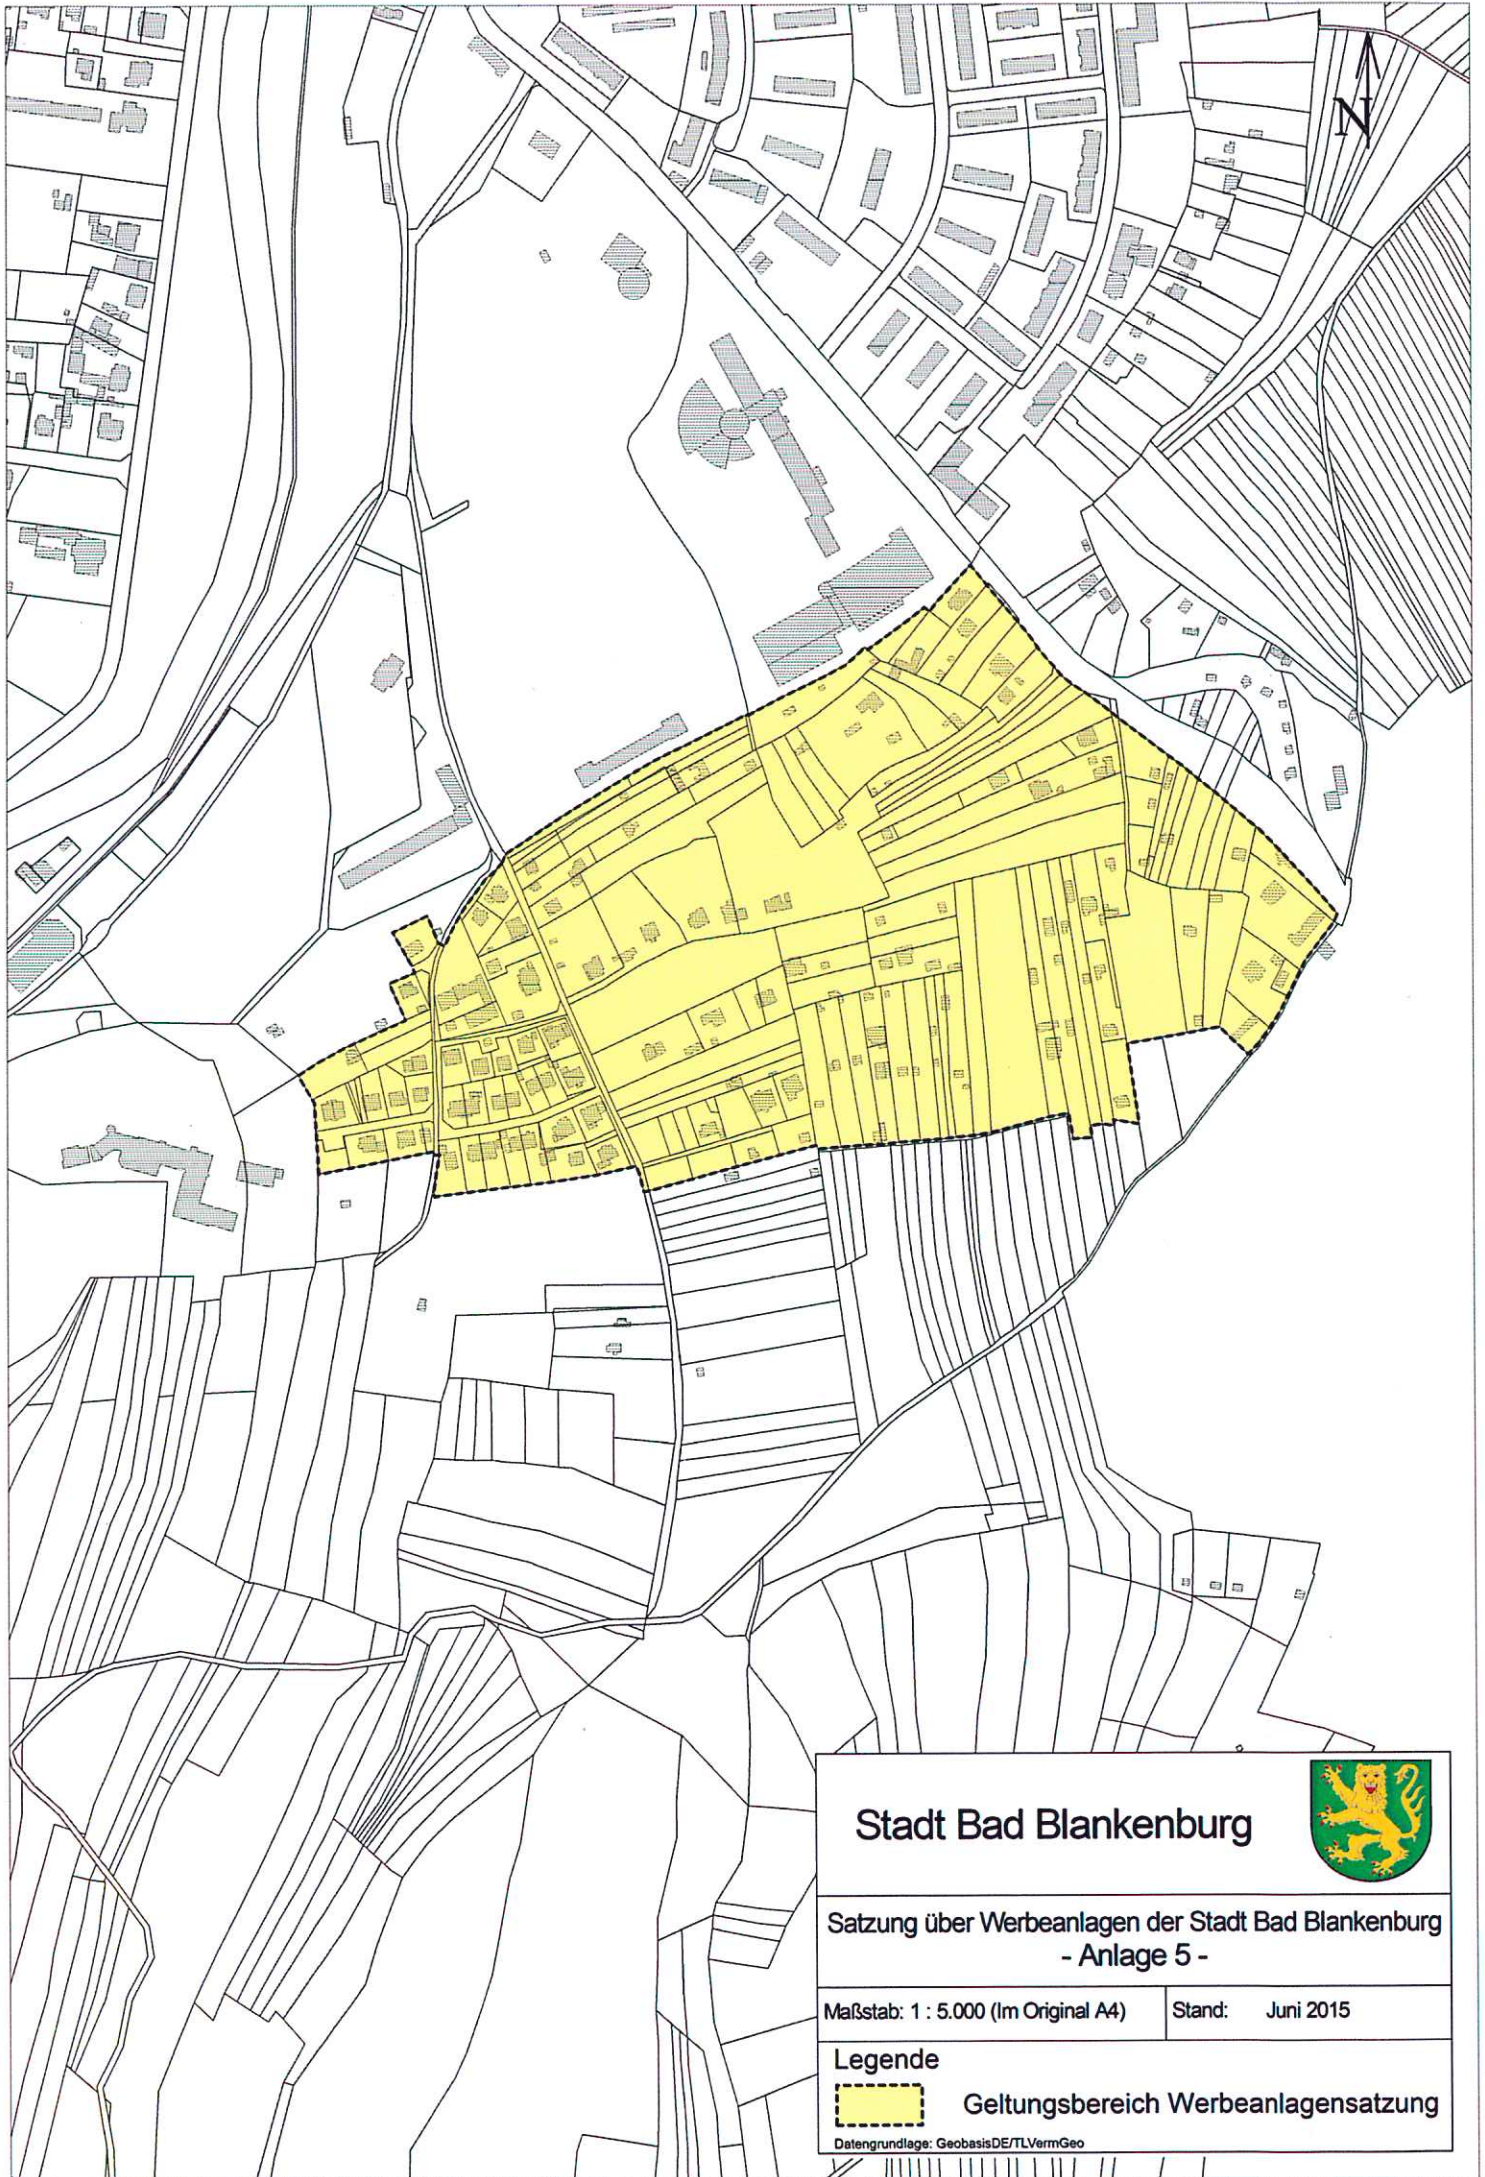 N
Stadt Bad Blankenburg
Satzung über Werbeanlagen der Stadt Bad Blankenburg
- Anlage 5 -
Maßstab: 1 : 5.000 (Im Original A4)
Stand: Juni 2015
Legende
Geltungsbereich Werbeanlagensatzung
Datengrundlage: GeobasisDE/TLVermGeo